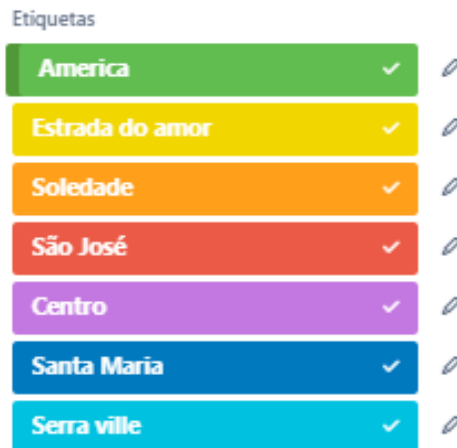 Etiquetas
America
Estrada do amor
Soledade
São José
Centro
Santa Maria
Serra ville